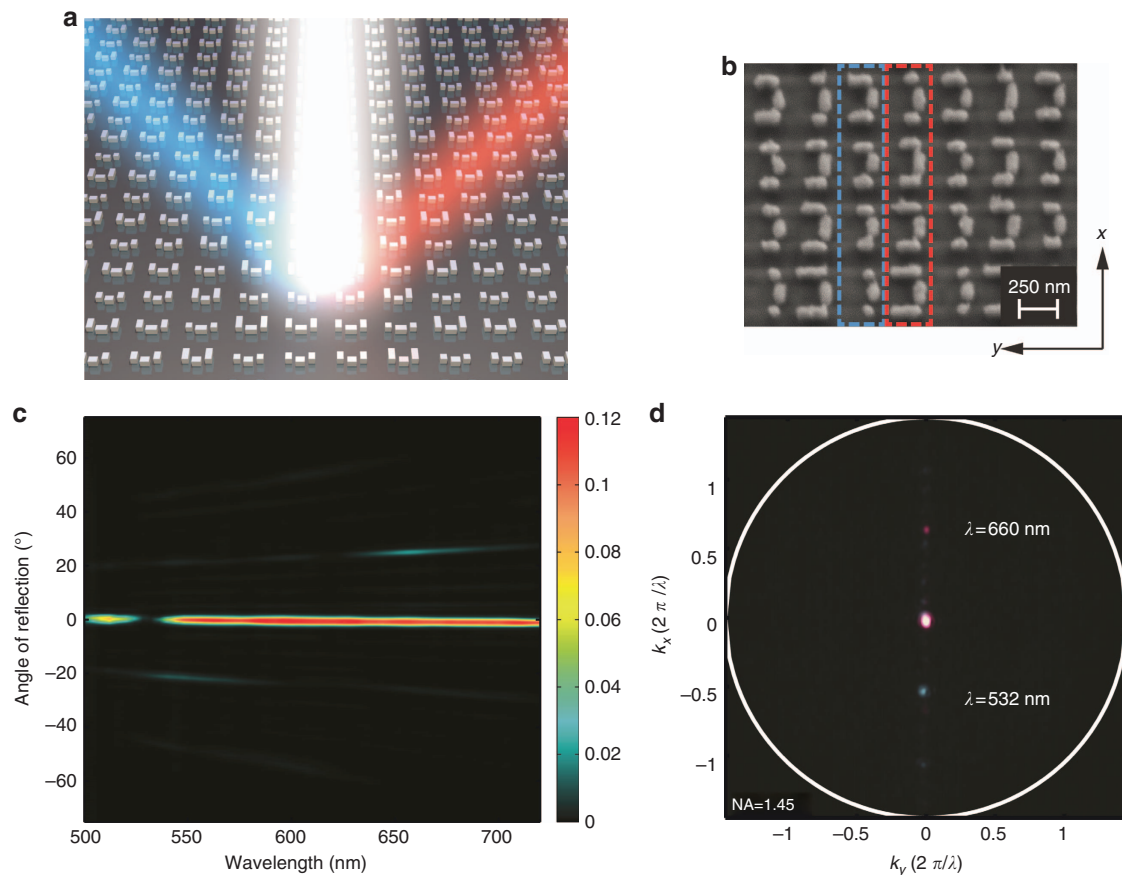 a
b
x
250 nm
y
c
0.12
60
0.1
40
0.08
Angle of reflection (°)
20
0
0.06
−20
0.04
−40
0.02
−60
0
500
550
600
650
700
Wavelength (nm)
d
1
λ=660 nm
0.5
kₓ (2 π/λ)
0
−0.5
λ=532 nm
−1
NA=1.45
−1
−0.5
0
0.5
1
k_y (2 π/λ)